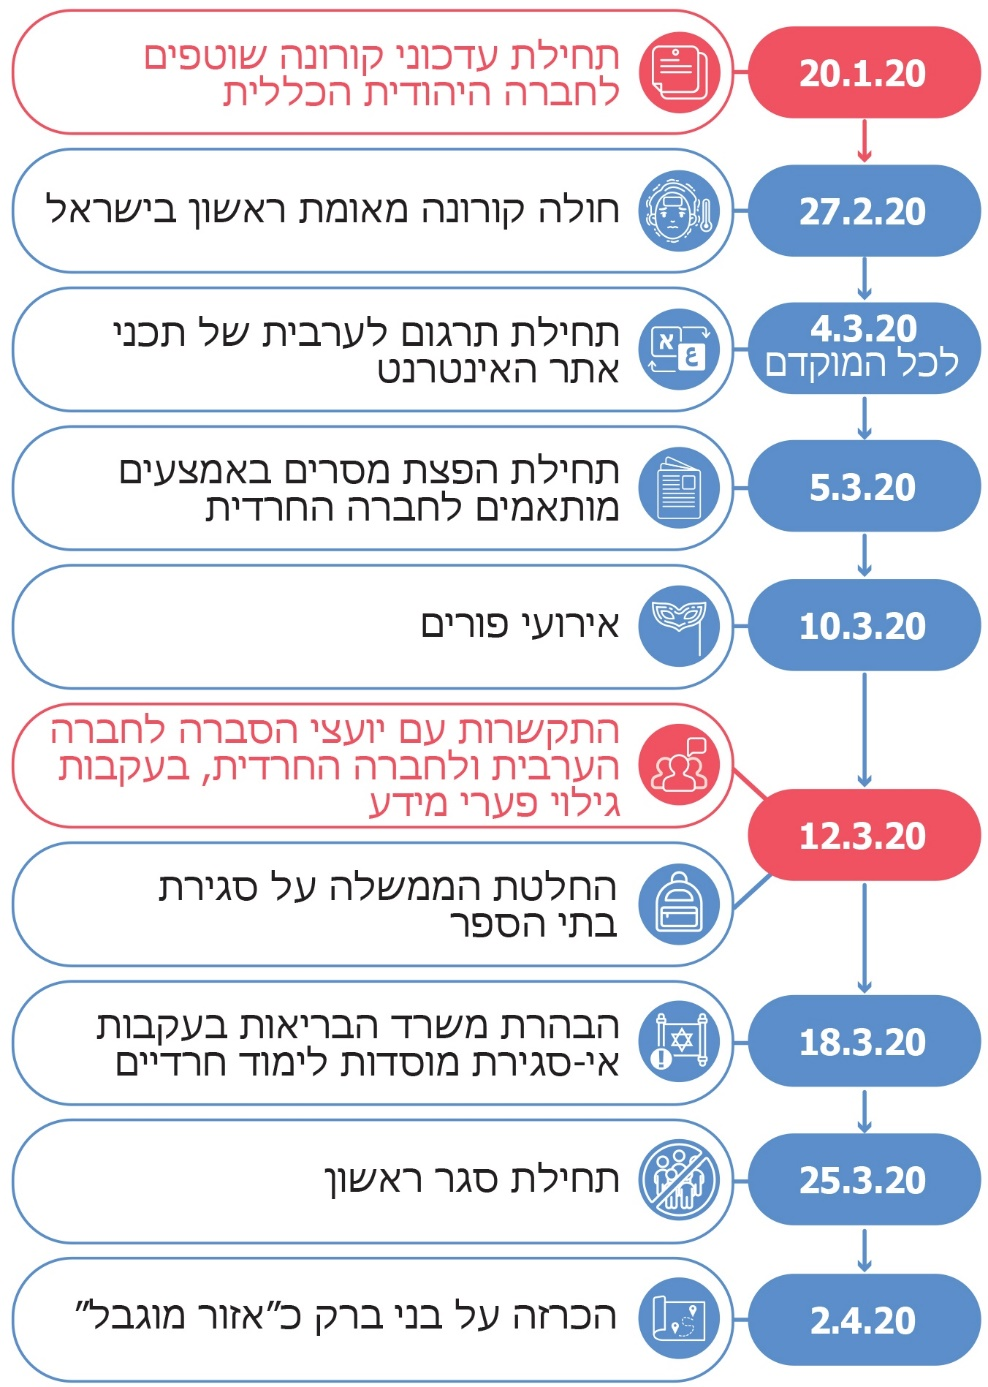 20.1.20
תחילת עדכוני קורונה שוטפים
לחברה היהודית הכללית
27.2.20
חולה קורונה מאומת ראשון בישראל
4.3.20
לכל המוקדם
תחילת תרגום לערבית של תכני
אתר האינטרנט
א
ع
5.3.20
תחילת הפצת מסרים באמצעים
מותאמים לחברה החרדית
10.3.20
אירועי פורים
12.3.20
התקשרות עם יועצי הסברה לחברה
הערבית ולחברה החרדית, בעקבות
גילוי פערי מידע
החלטת הממשלה על סגירת
בתי הספר
18.3.20
הבהרת משרד הבריאות בעקבות
אי-סגירת מוסדות לימוד חרדיים
25.3.20
תחילת סגר ראשון
2.4.20
הכרזה על בני ברק כ"אזור מוגבל"